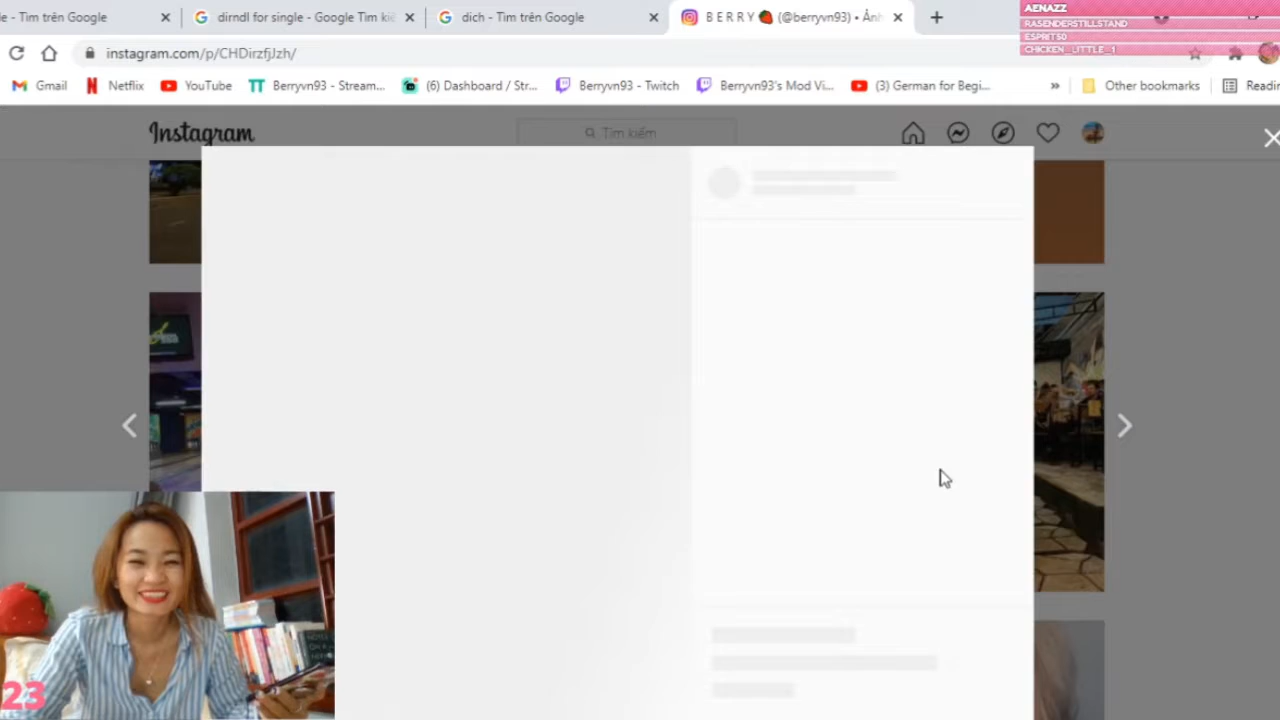 le - Tìm trên Google
dirndl for single - Google Tìm kiế
dich - Tìm trên Google
B E R R Y 🍓 (@berryvn93) • Ảnh
AENAZZ
RASENDERSTILLSTAND
ESPRIT50
CHICKEN_LITTLE_1
instagram.com/p/CHDirzfjJzh/
Gmail
Netflix
YouTube
Berryvn93 - Stream...
(6) Dashboard / Str...
Berryvn93 - Twitch
Berryvn93's Mod Vi...
(3) German for Begi...
»
Other bookmarks
Readin
Instagram
Tìm kiếm
23